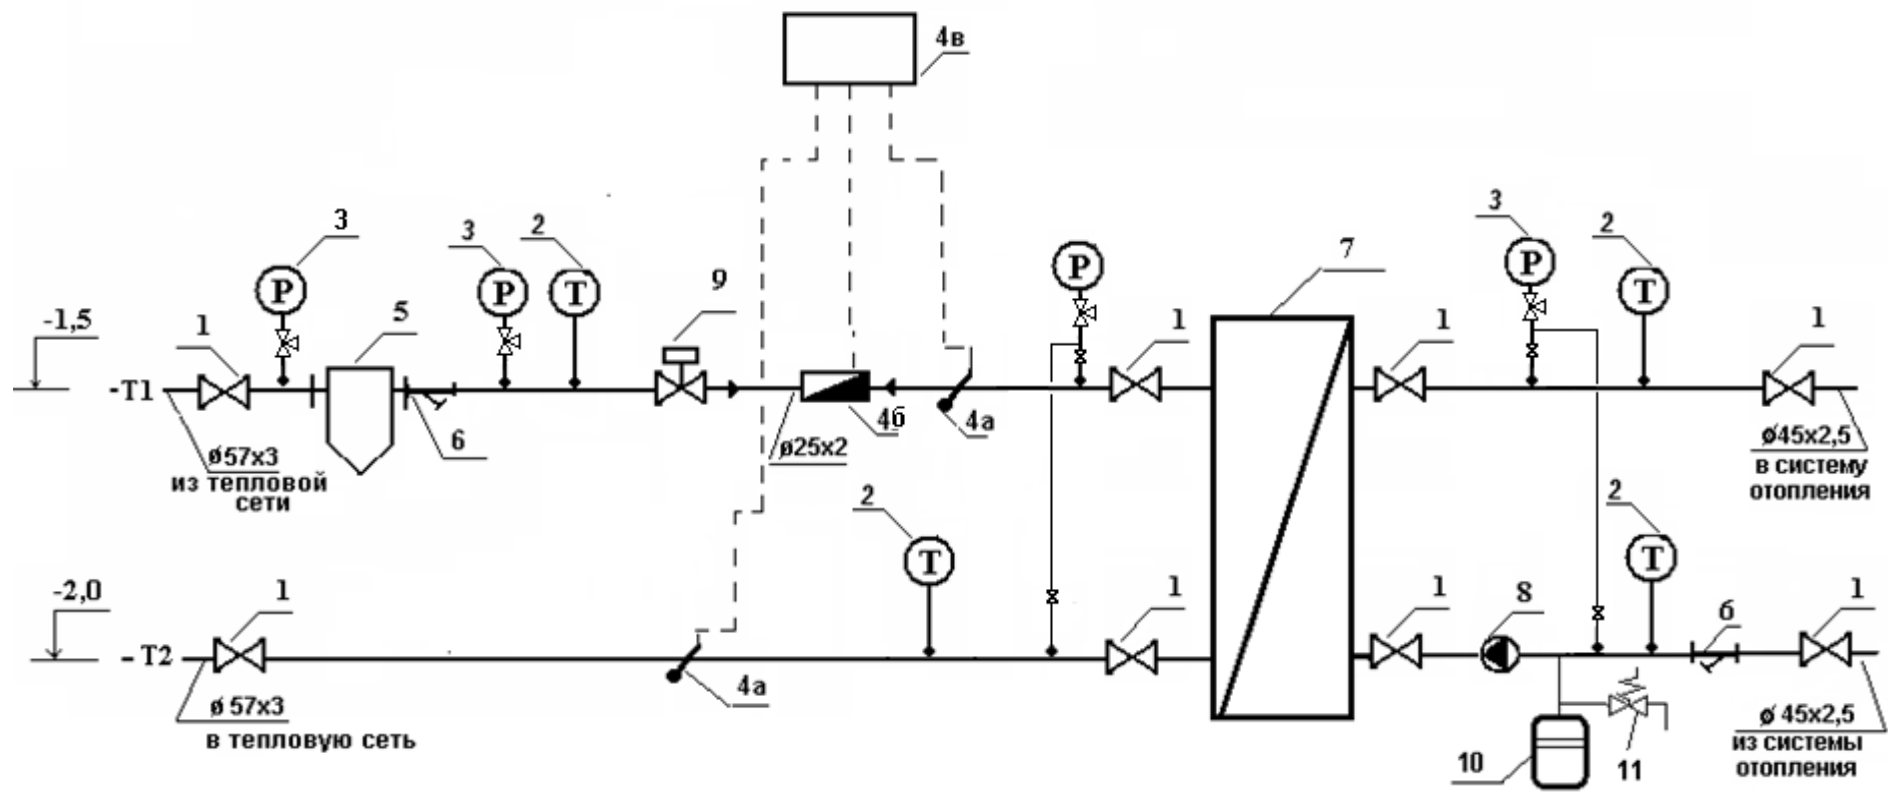 4в
3
3
2
9
7
3
2
-1,5
1
5
P
P
T
P
P
T
1
1
1
-T1
6
4б
4а
ø57x3
из тепловой
сети
ø25x2
ø45x2,5
в систему
отопления
2
2
T
T
-2,0
1
1
1
8
6
1
- T2
4а
ø 57x3
в тепловую сеть
ø 45x2,5
из системы
отопления
10
11